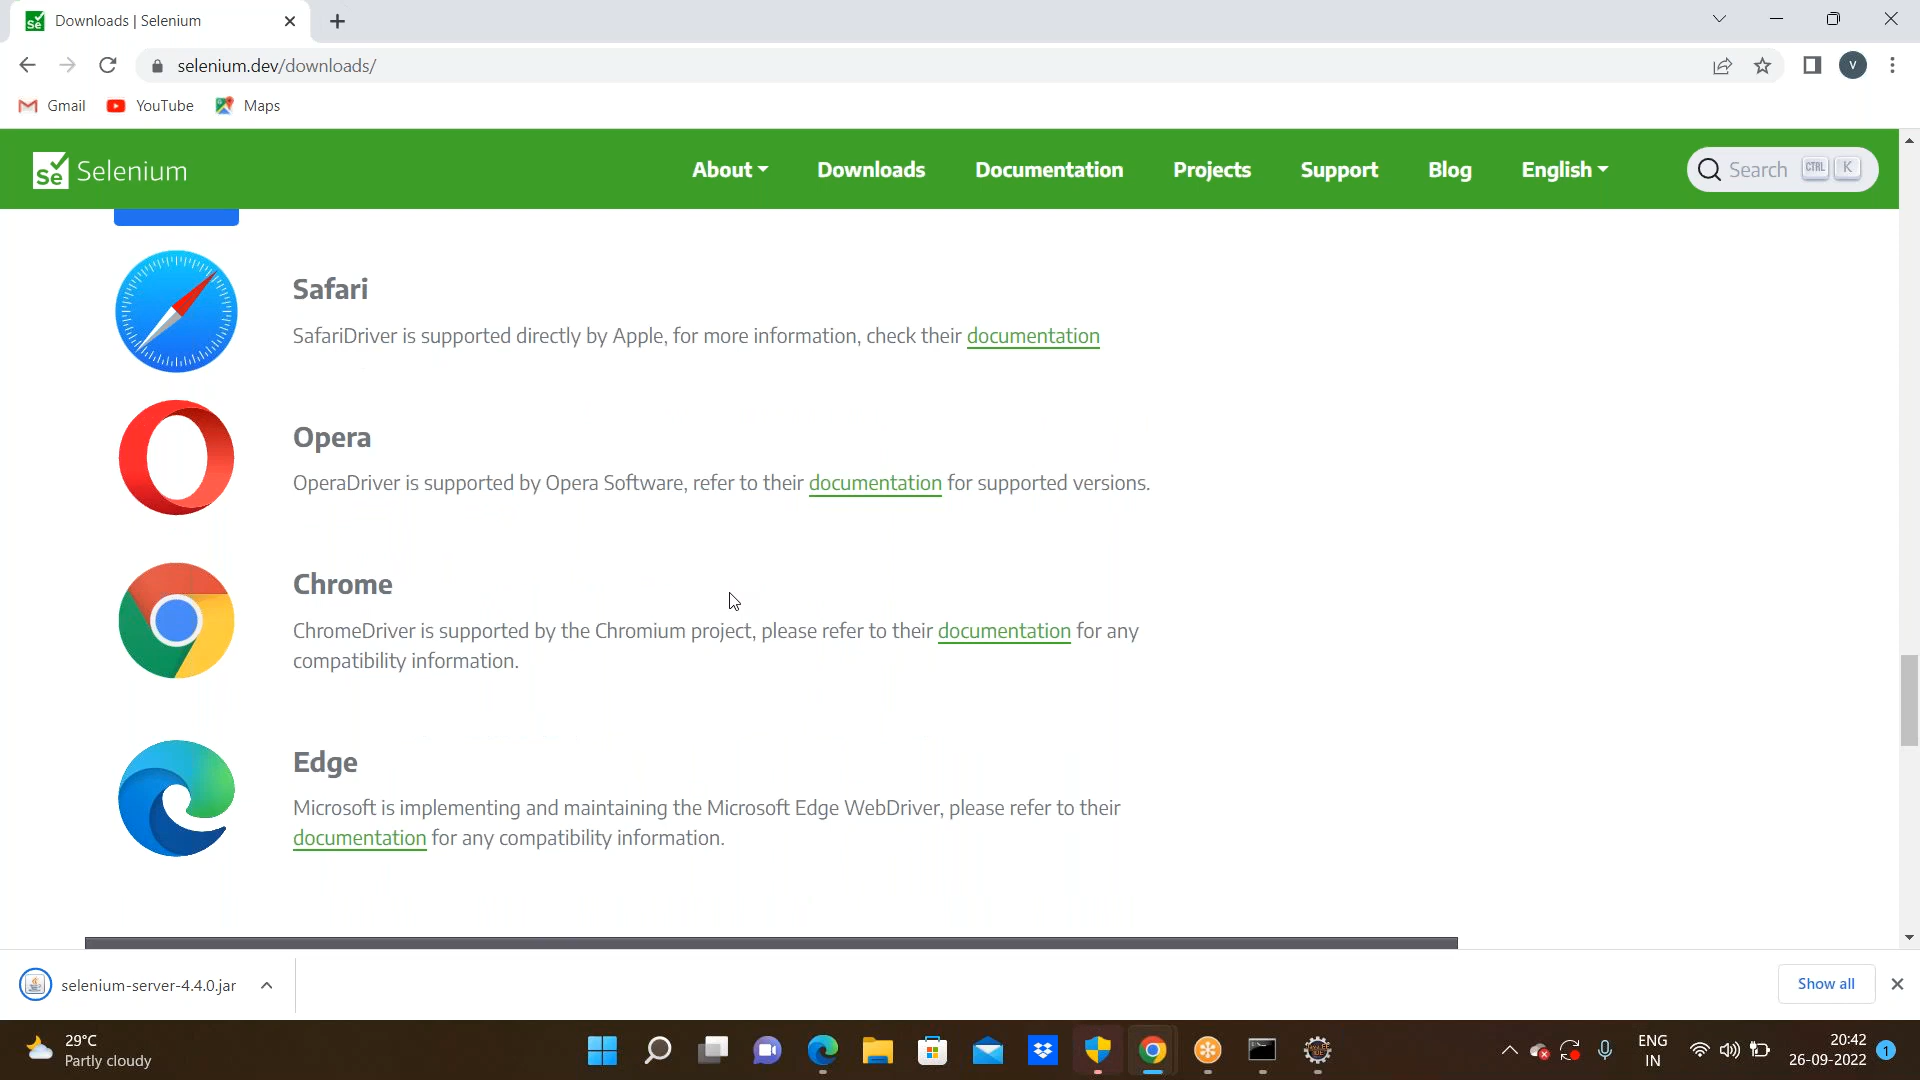 Downloads | Selenium
selenium.dev/downloads/
V
Gmail YouTube Maps
Se Selenium About Downloads Documentation Projects Support Blog English Search CTRL K
Safari
SafariDriver is supported directly by Apple, for more information, check their documentation
Opera
OperaDriver is supported by Opera Software, refer to their documentation for supported versions.
Chrome
ChromeDriver is supported by the Chromium project, please refer to their documentation for any
compatibility information.
Edge
Microsoft is implementing and maintaining the Microsoft Edge WebDriver, please refer to their
documentation for any compatibility information.
selenium-server-4.4.0.jar Show all
29°C
Partly cloudy
ENG
IN
20:42
26-09-2022
1